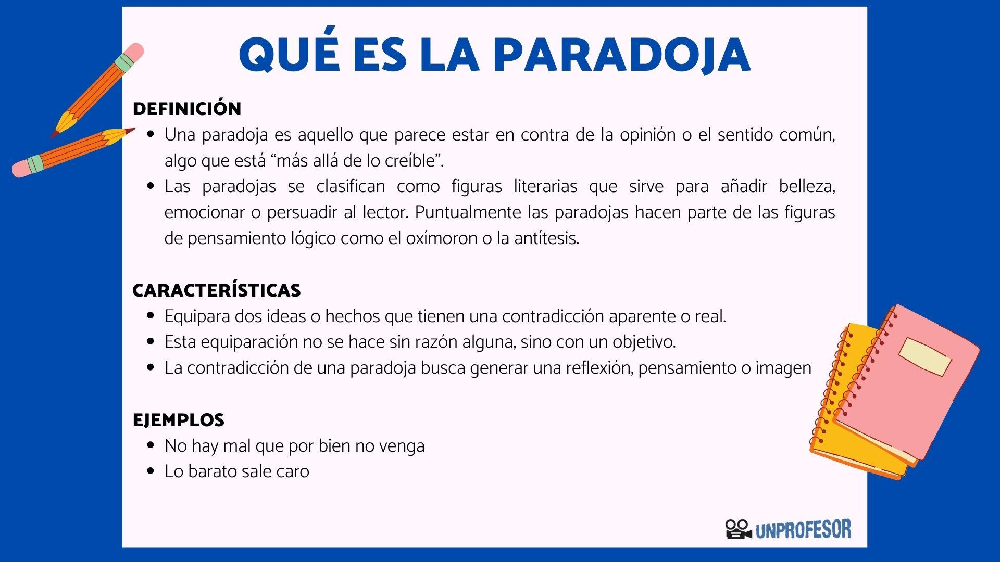 QUÉ ES LA PARADOJA
DEFINICIÓN
• Una paradoja es aquello que parece estar en contra de la opinión o el sentido común,
algo que está “más allá de lo creíble”.
• Las paradojas se clasifican como figuras literarias que sirve para añadir belleza,
emocionar o persuadir al lector. Puntualmente las paradojas hacen parte de las figuras
de pensamiento lógico como el oxímoron o la antítesis.
CARACTERÍSTICAS
• Equipara dos ideas o hechos que tienen una contradicción aparente o real.
• Esta equiparación no se hace sin razón alguna, sino con un objetivo.
• La contradicción de una paradoja busca generar una reflexión, pensamiento o imagen
EJEMPLOS
• No hay mal que por bien no venga
• Lo barato sale caro
UNPROFESOR